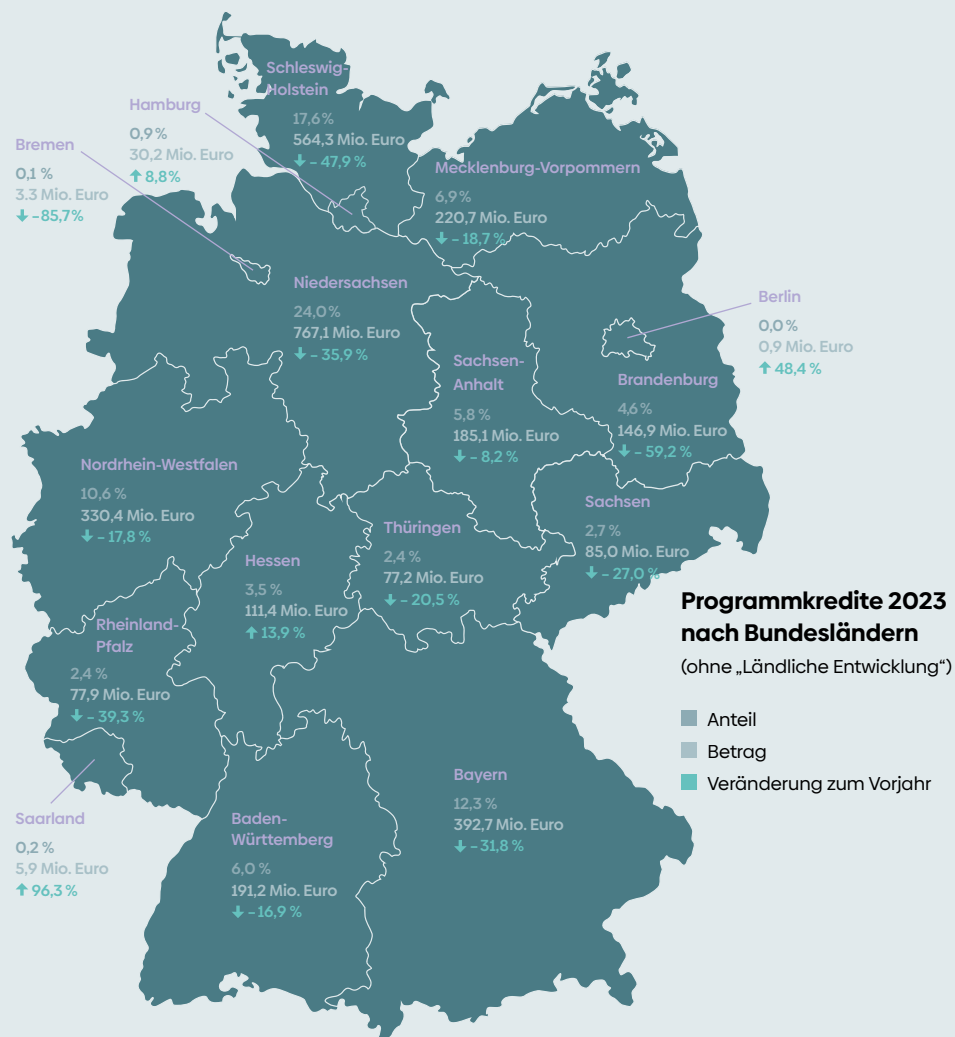 Schleswig-
Holstein
17,6 %
564,3 Mio. Euro
– 47,9 %
Hamburg
0,9 %
30,2 Mio. Euro
8,8 %
Bremen
0,1 %
3.3 Mio. Euro
– 85,7 %
Mecklenburg-Vorpommern
6,9 %
220,7 Mio. Euro
– 18,7 %
Niedersachsen
24,0 %
767,1 Mio. Euro
– 35,9 %
Berlin
0,0 %
0,9 Mio. Euro
48,4 %
Sachsen-
Anhalt
5,8 %
185,1 Mio. Euro
– 8,2 %
Brandenburg
4,6 %
146,9 Mio. Euro
– 59,2 %
Nordrhein-Westfalen
10,6 %
330,4 Mio. Euro
– 17,8 %
Sachsen
2,7 %
85,0 Mio. Euro
– 27,0 %
Thüringen
2,4 %
77,2 Mio. Euro
– 20,5 %
Hessen
3,5 %
111,4 Mio. Euro
13,9 %
Rheinland-
Pfalz
2,4 %
77,9 Mio. Euro
– 39,3 %
Programmkredite 2023
nach Bundesländern
(ohne „Ländliche Entwicklung“)
Anteil
Betrag
Veränderung zum Vorjahr
Bayern
12,3 %
392,7 Mio. Euro
– 31,8 %
Saarland
0,2 %
5,9 Mio. Euro
96,3 %
Baden-
Württemberg
6,0 %
191,2 Mio. Euro
– 16,9 %